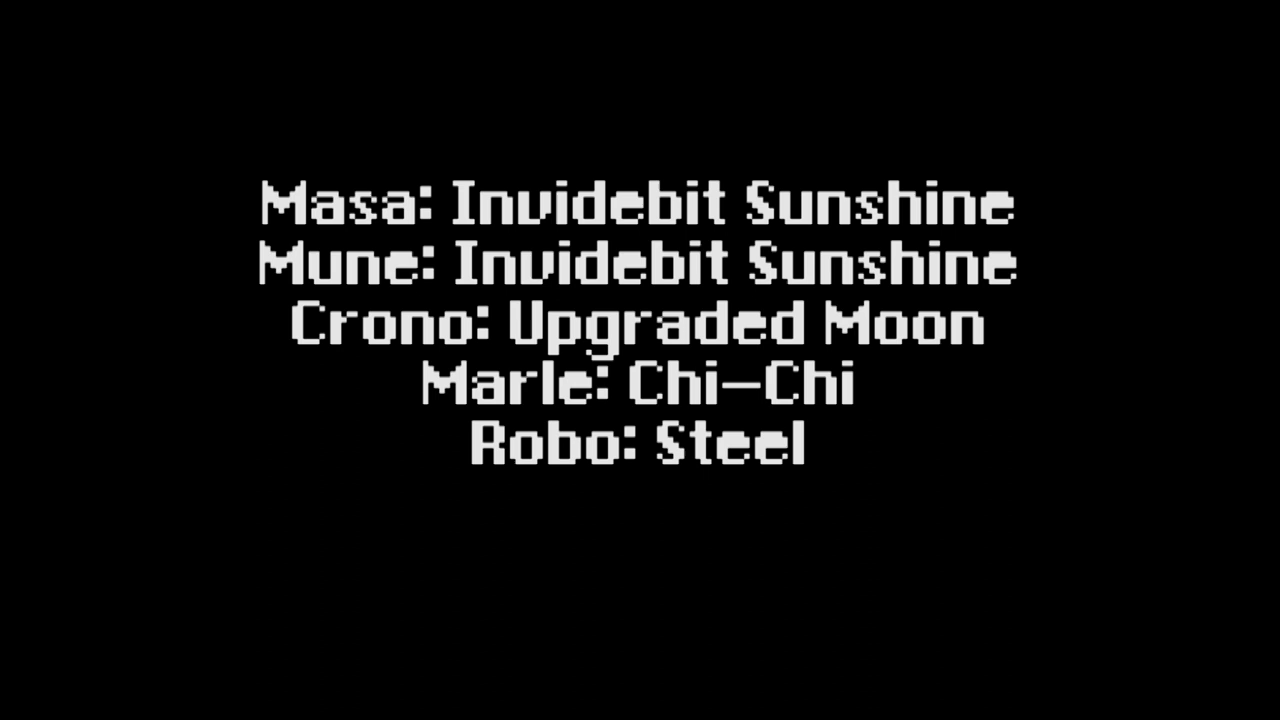 Masa: Invidebit Sunshine
Mune: Invidebit Sunshine
Crono: Upgraded Moon
Marle: Chi-Chi
Robo: Steel